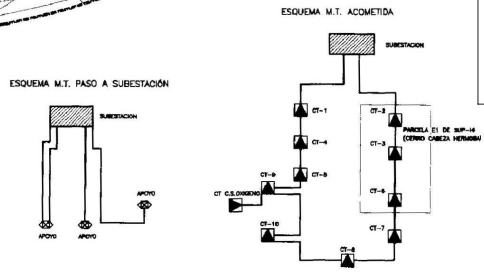 ESQUEMA M.T. ACOMETIDA
SUBESTACION
ESQUEMA M.T. PASO A SUBESTACIÓN
SUBESTACION
APOYO
APOYO
APOYO
CT-1
CT-4
CT-5
CT-9
CT C.S.OXIGENO
CT-10
CT-8
CT-2
CT-3
CT-6
CT-7
PARCELA E1 DE SUP-14
(CERRO CABEZA HERMOSA)